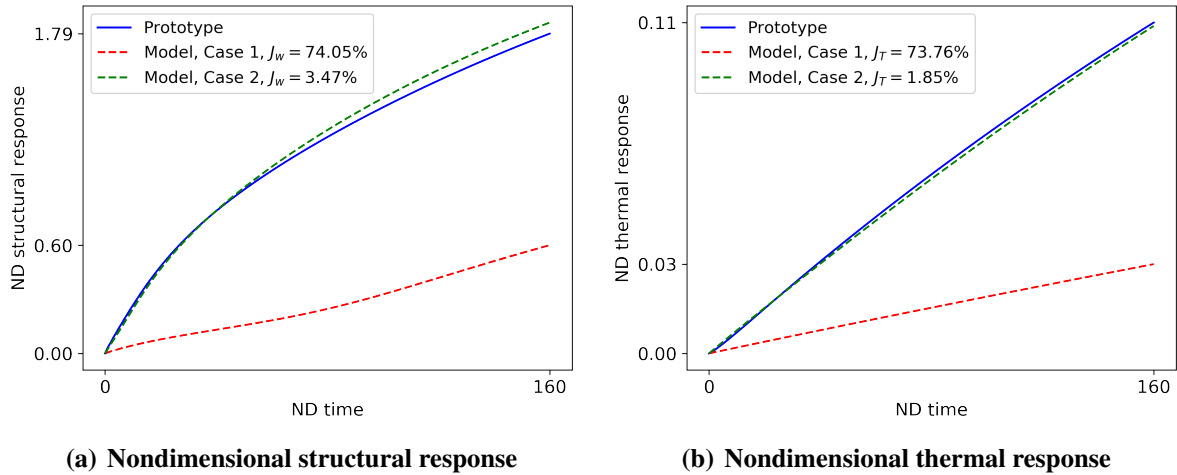 1.79
0.60
0.00
ND structural response
Prototype
Model, Case 1, $J_w = 74.05\%$
Model, Case 2, $J_w = 3.47\%$
0
160
ND time
(a) Nondimensional structural response
0.11
0.03
0.00
ND thermal response
Prototype
Model, Case 1, $J_T = 73.76\%$
Model, Case 2, $J_T = 1.85\%$
0
160
ND time
(b) Nondimensional thermal response